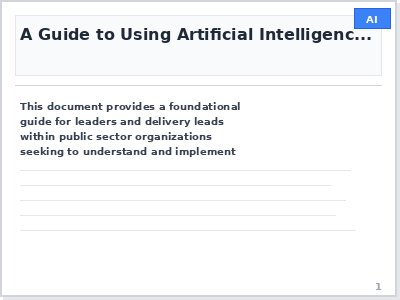 AI
A Guide to Using Artificial Intelligenc...
This document provides a foundational
guide for leaders and delivery leads
within public sector organizations
seeking to understand and implement
1